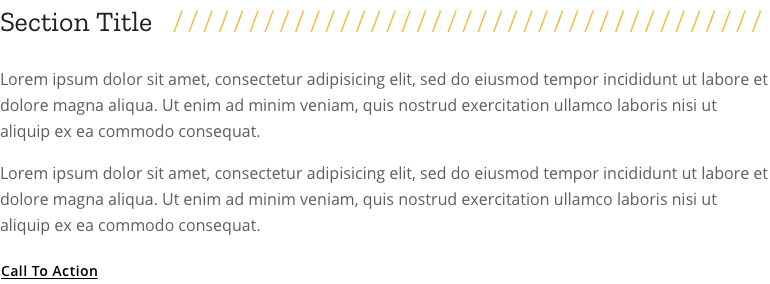 Section Title
Lorem ipsum dolor sit amet, consectetur adipisicing elit, sed do eiusmod tempor incididunt ut labore et
dolore magna aliqua. Ut enim ad minim veniam, quis nostrud exercitation ullamco laboris nisi ut
aliquip ex ea commodo consequat.
Lorem ipsum dolor sit amet, consectetur adipisicing elit, sed do eiusmod tempor incididunt ut labore et
dolore magna aliqua. Ut enim ad minim veniam, quis nostrud exercitation ullamco laboris nisi ut
aliquip ex ea commodo consequat.
Call To Action